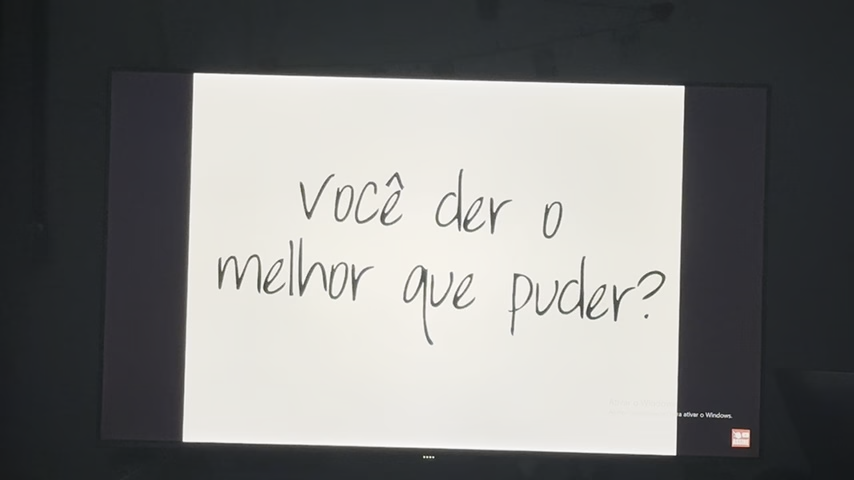 você der o
melhor que puder?
a ativar o Windows.